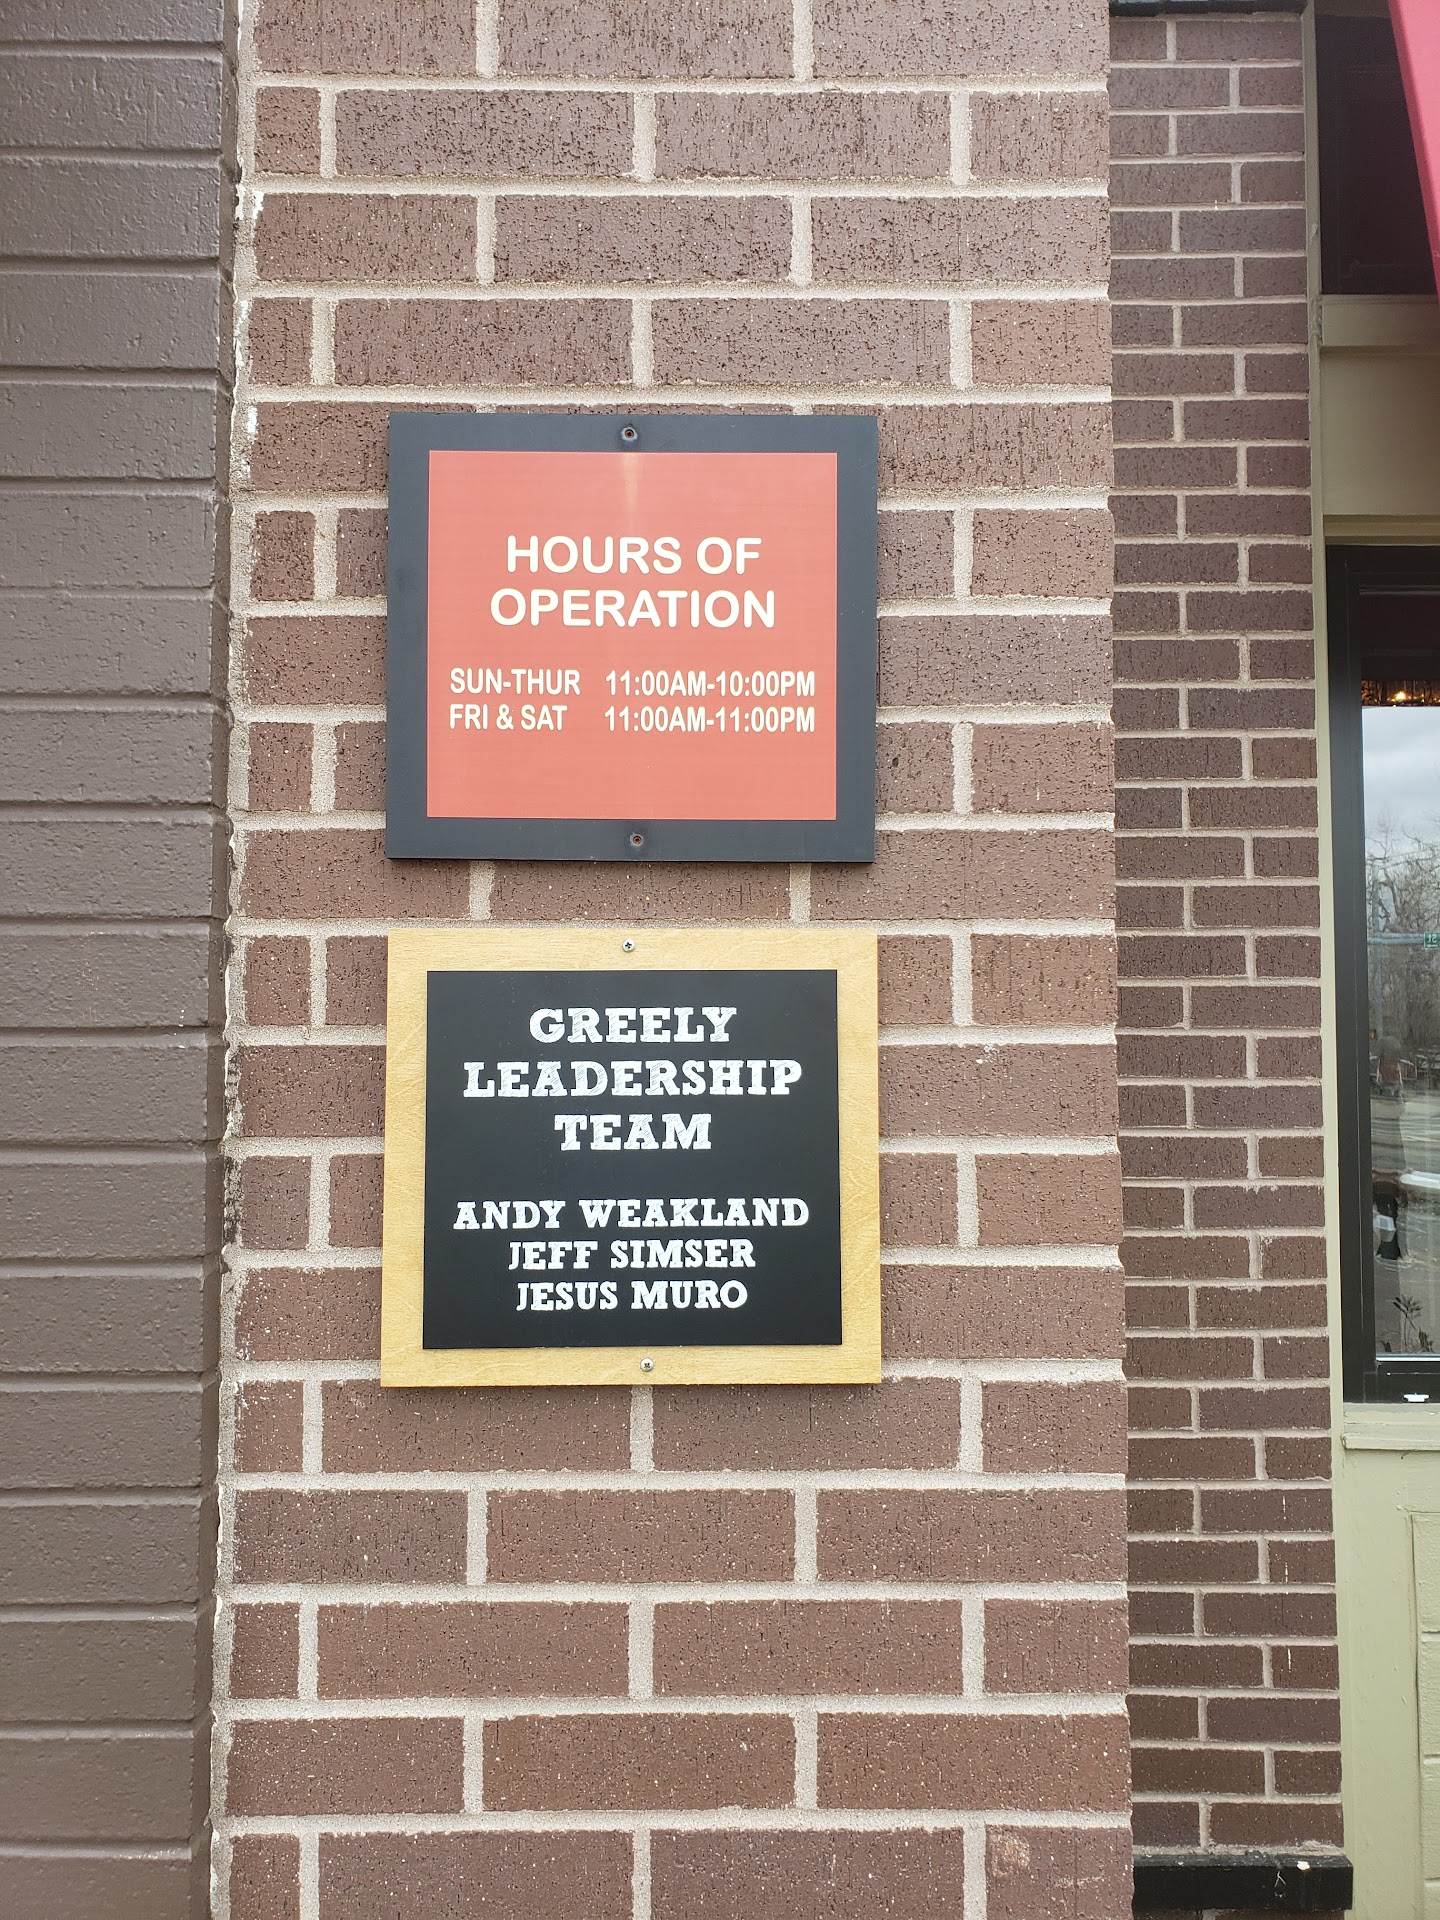 HOURS OF
OPERATION
SUN-THUR 11:00AM-10:00PM
FRI & SAT 11:00AM-11:00PM
GREELY
LEADERSHIP
TEAM
ANDY WEAKLAND
JEFF SIMSER
JESUS MURO